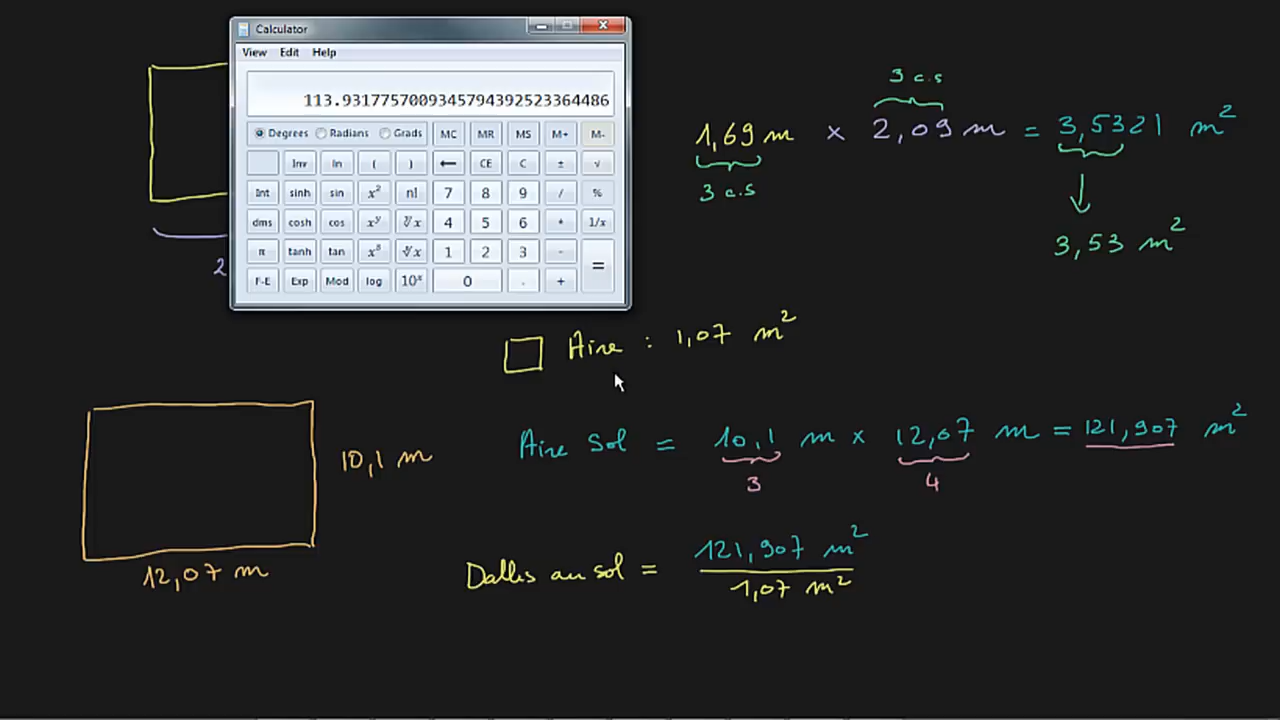 Calculator
View Edit Help
113.93177570093457943925233644​86
Degrees Radians Grads MC MR MS M+ M-
Inv ln ( ) ← CE C ± √
Int sinh sin x² n! 7 8 9 / %
dms cosh cos xʸ ʸ√x 4 5 6 * 1/x
π tanh tan x³ ³√x 1 2 3 - =
F-E Exp Mod log 10ˣ 0 . +
2
3 c.s
1,69 m x 2,09 m = 3,5321 m²
3 c.s
3,53 m²
Aire : 1,07 m²
10,1 m
12,07 m
Aire Sol = 10,1 m x 12,07 m = 121,907 m²
3 4
Dalles au sol = 121,907 m²
1,07 m²